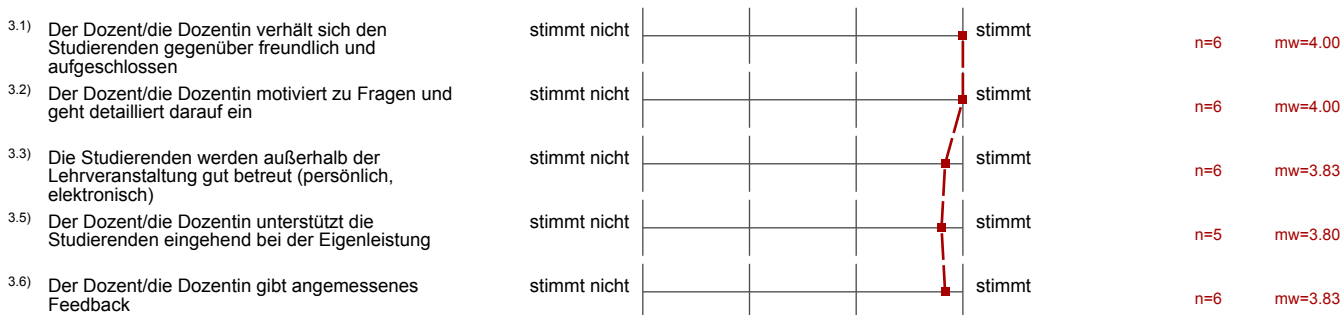 3.1) Der Dozent/die Dozentin verhält sich den stimmt nicht stimmt
Studierenden gegenüber freundlich und n=6 mw=4.00
aufgeschlossen
3.2) Der Dozent/die Dozentin motiviert zu Fragen und stimmt nicht stimmt
geht detailliert darauf ein n=6 mw=4.00
3.3) Die Studierenden werden außerhalb der stimmt nicht stimmt
Lehrveranstaltung gut betreut (persönlich, n=6 mw=3.83
elektronisch)
3.5) Der Dozent/die Dozentin unterstützt die stimmt nicht stimmt
Studierenden eingehend bei der Eigenleistung n=5 mw=3.80
3.6) Der Dozent/die Dozentin gibt angemessenes stimmt nicht stimmt
Feedback n=6 mw=3.83